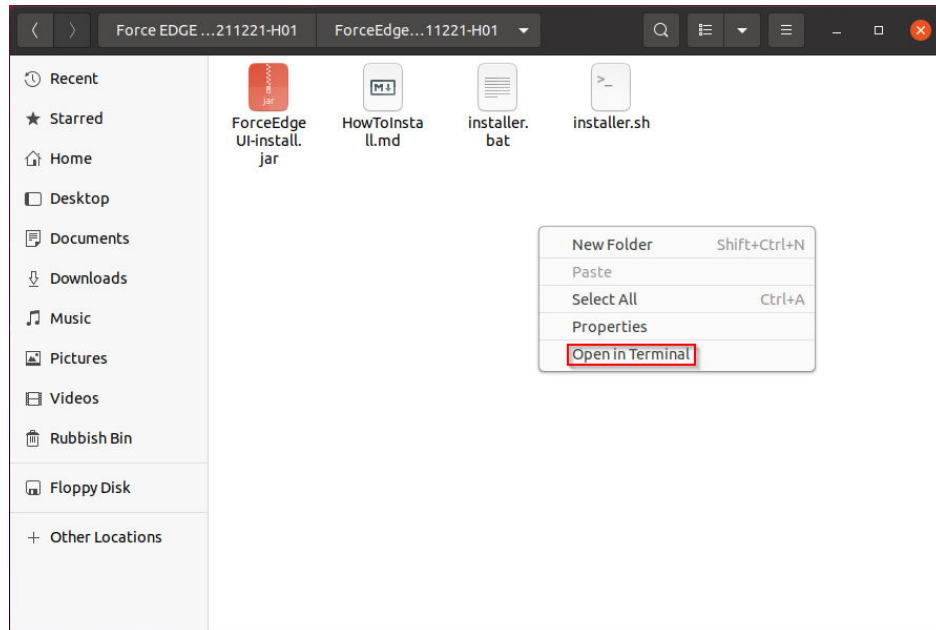 Force EDGE …211221-H01
ForceEdge…11221-H01
Recent
Starred
Home
Desktop
Documents
Downloads
Music
Pictures
Videos
Rubbish Bin
Floppy Disk
+ Other Locations
jar
ForceEdge
UI-install.
jar
M↓
HowToInsta
ll.md
installer.
bat
>_
installer.sh
New Folder Shift+Ctrl+N
Paste
Select All Ctrl+A
Properties
Open in Terminal